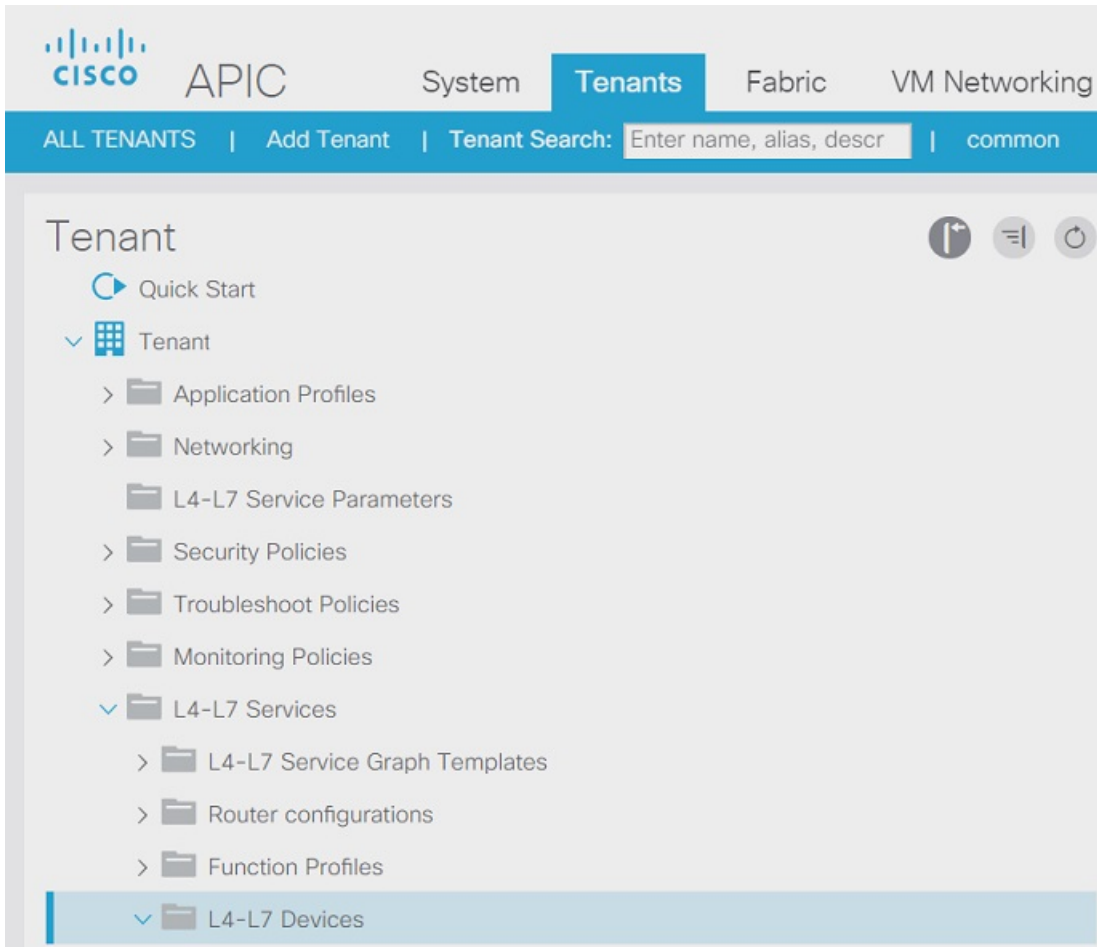 CISCO APIC System Tenants Fabric VM Networking
ALL TENANTS | Add Tenant | Tenant Search: Enter name, alias, descr | common
Tenant
Quick Start
Tenant
Application Profiles
Networking
L4-L7 Service Parameters
Security Policies
Troubleshoot Policies
Monitoring Policies
L4-L7 Services
L4-L7 Service Graph Templates
Router configurations
Function Profiles
L4-L7 Devices